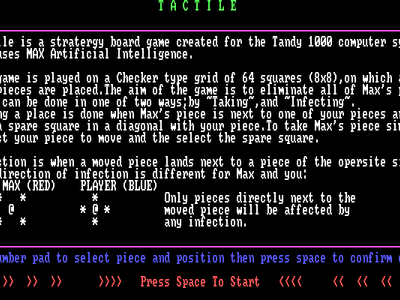 TACTILE
le is a stratergy board game created for the Tandy 1000 computer sy
uses MAX Artificial Intelligence.
game is played on a Checker type grid of 64 squares (8x8),on which a
pieces are placed.The aim of the game is to eliminate all of Max's p
can be done in one of two ways;by "Taking",and "Infecting".
ng a place is done when Max's piece is next to one of your pieces an
a spare square in a diagonal with your piece.To take Max's piece sim
ct your piece to move and the select the spare square.
ction is when a moved piece lands next to a piece of the opersite si
direction of infection is different for Max and you:
MAX (RED) PLAYER (BLUE)
* * * Only pieces directly next to the
@ * @ * moved piece will be affected by
* * * any infection.
umber pad to select piece and position then press space to confirm
>> >> >> >>>> Press Space To Start <<<< << << <<